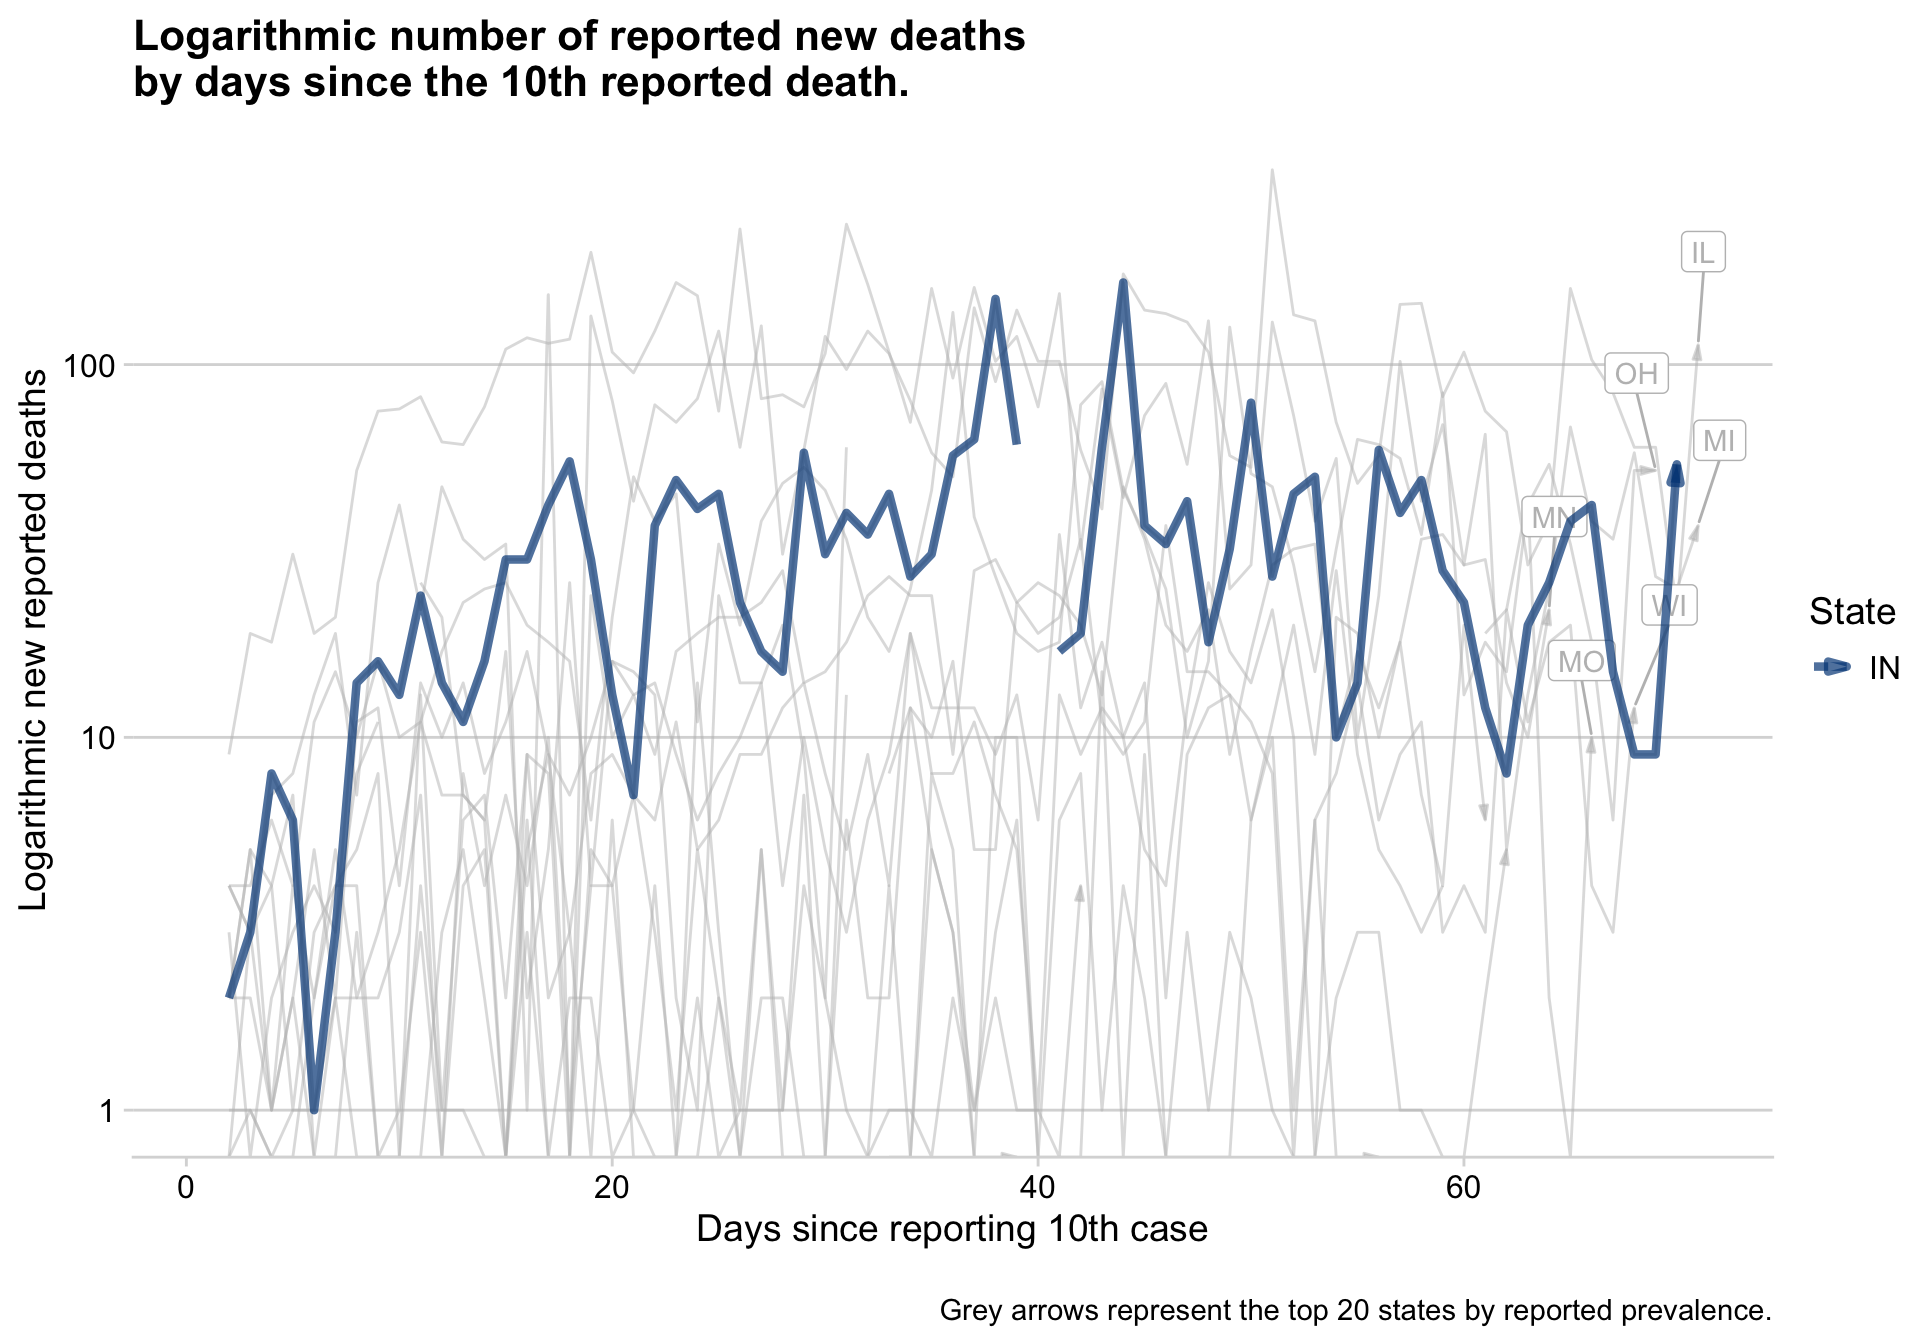 Logarithmic number of reported new deaths
by days since the 10th reported death.
Logarithmic new reported deaths
100
10
1
IL
OH
MI
MN
WI
MO
State
IN
0
20
40
60
Days since reporting 10th case
Grey arrows represent the top 20 states by reported prevalence.